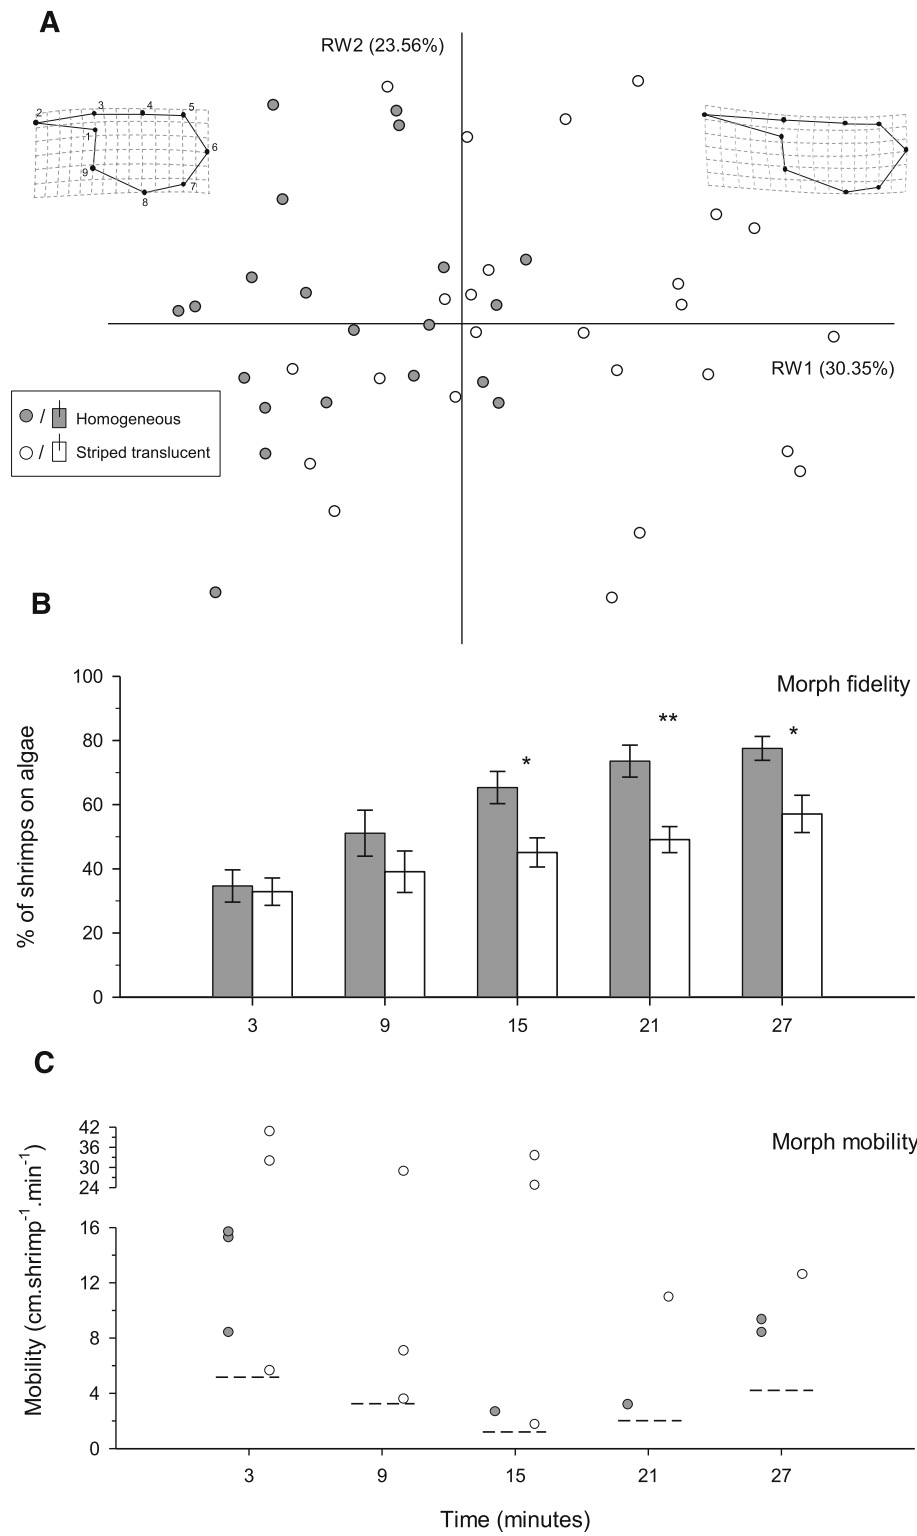 A
RW2 (23.56%)
1
2
3
4
5
6
7
8
9
RW1 (30.35%)
/ Homogeneous
/ Striped translucent
B
Morph fidelity
% of shrimps on algae
100
80
60
40
20
0
*
**
*
3 9 15 21 27
C
Morph mobility
Mobility (cm.shrimp⁻¹.min⁻¹)
42
36
30
24
16
12
8
4
0
3 9 15 21 27
Time (minutes)